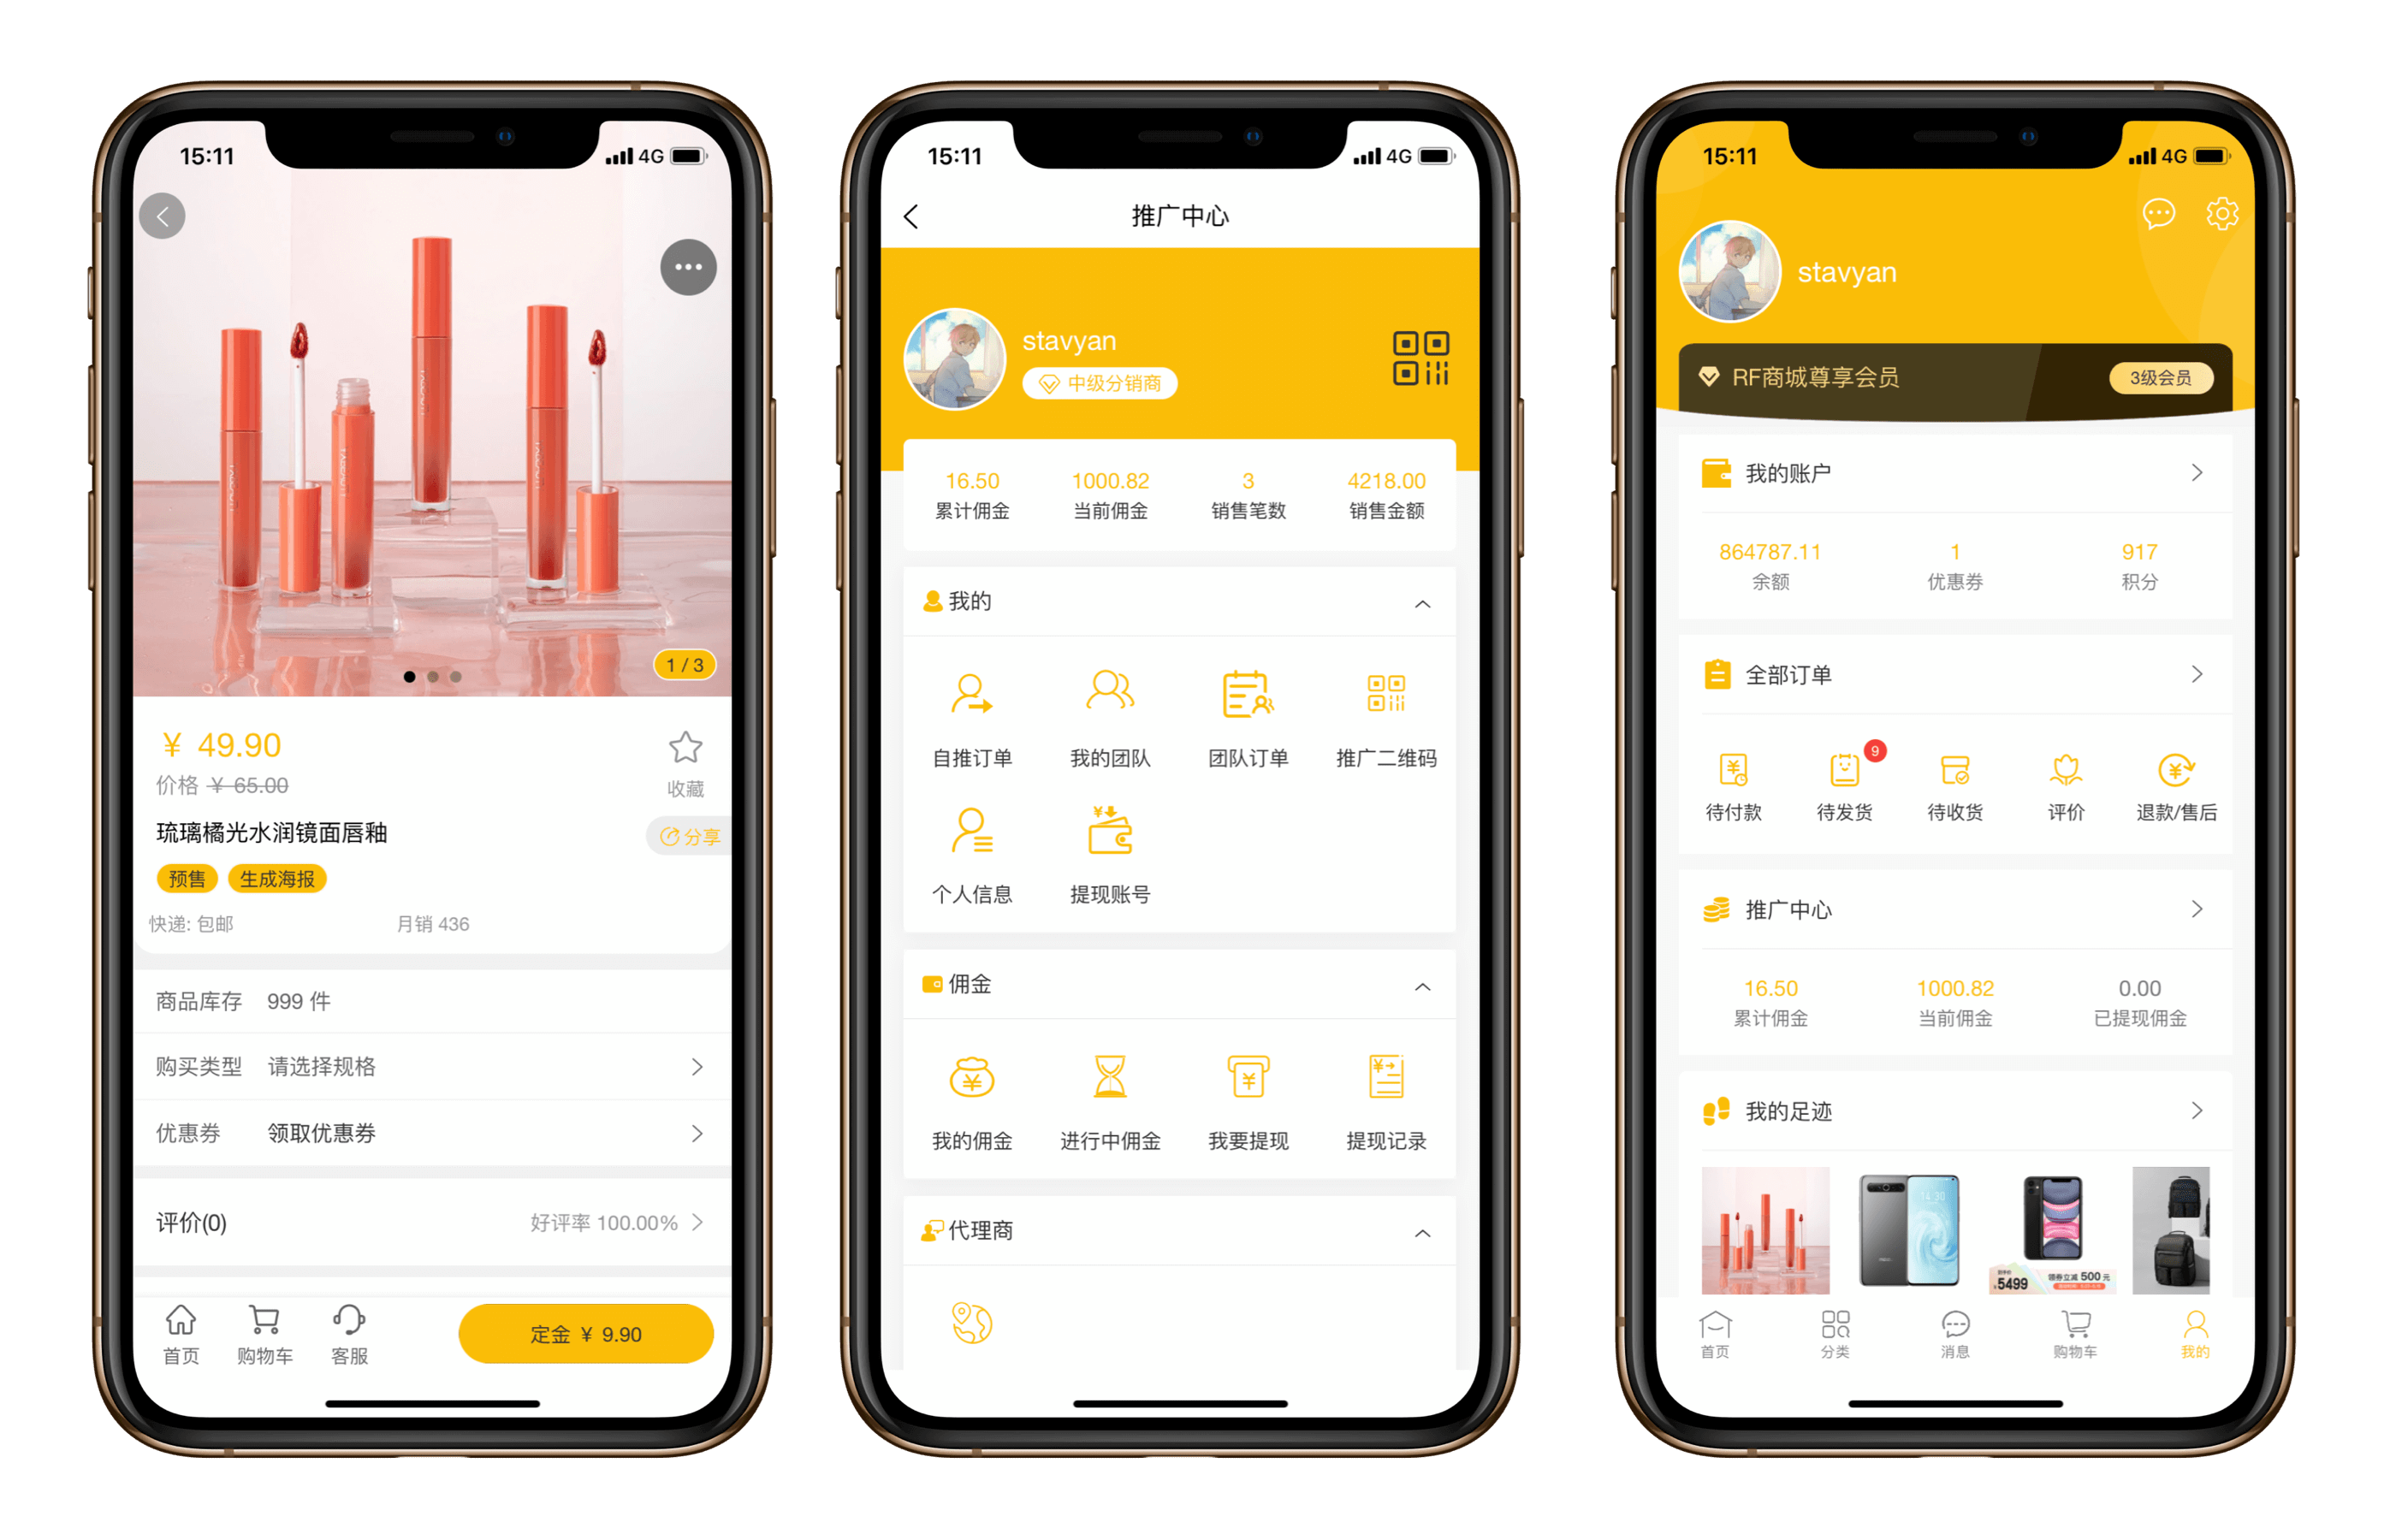 15:11
4G
1 / 3
¥ 49.90
价格 ¥ 65.00
收藏
琉璃橘光水润镜面唇釉
分享
预售
生成海报
快递: 包邮
月销 436
商品库存 999 件
购买类型 请选择规格
优惠券 领取优惠券
评价(0)
好评率 100.00%
首页
购物车
客服
定金 ¥ 9.90
15:11
4G
推广中心
stavyan
中级分销商
16.50 1000.82 3 4218.00
累计佣金 当前佣金 销售笔数 销售金额
我的
自推订单 我的团队 团队订单 推广二维码
个人信息 提现账号
佣金
我的佣金 进行中佣金 我要提现 提现记录
代理商
15:11
4G
stavyan
RF商城尊享会员
3级会员
我的账户
864787.11 1 917
余额 优惠券 积分
全部订单
9
待付款 待发货 待收货 评价 退款/售后
推广中心
16.50 1000.82 0.00
累计佣金 当前佣金 已提现佣金
我的足迹
14:30
5499
领券立减 500 元
首页 分类 消息 购物车 我的